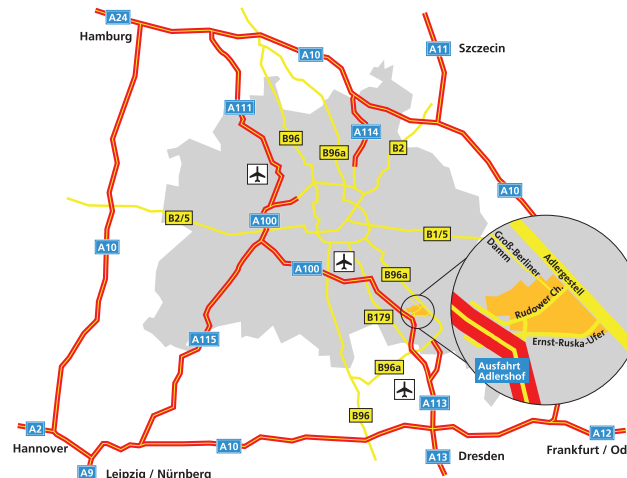 A24
Hamburg
A10
A11
Szczecin
A111
A114
B96
B96a
B2
A10
B2/5
A100
B1/5
A10
A100
B96a
Groß-Berliner
Damm
Adlergestell
Rudower Ch.
Ernst-Ruska-Ufer
Ausfahrt
Adlershof
B179
A115
B96a
A113
B96
A2
Hannover
A10
A12
Frankfurt / Od
A9
Leipzig / Nürnberg
A13
Dresden